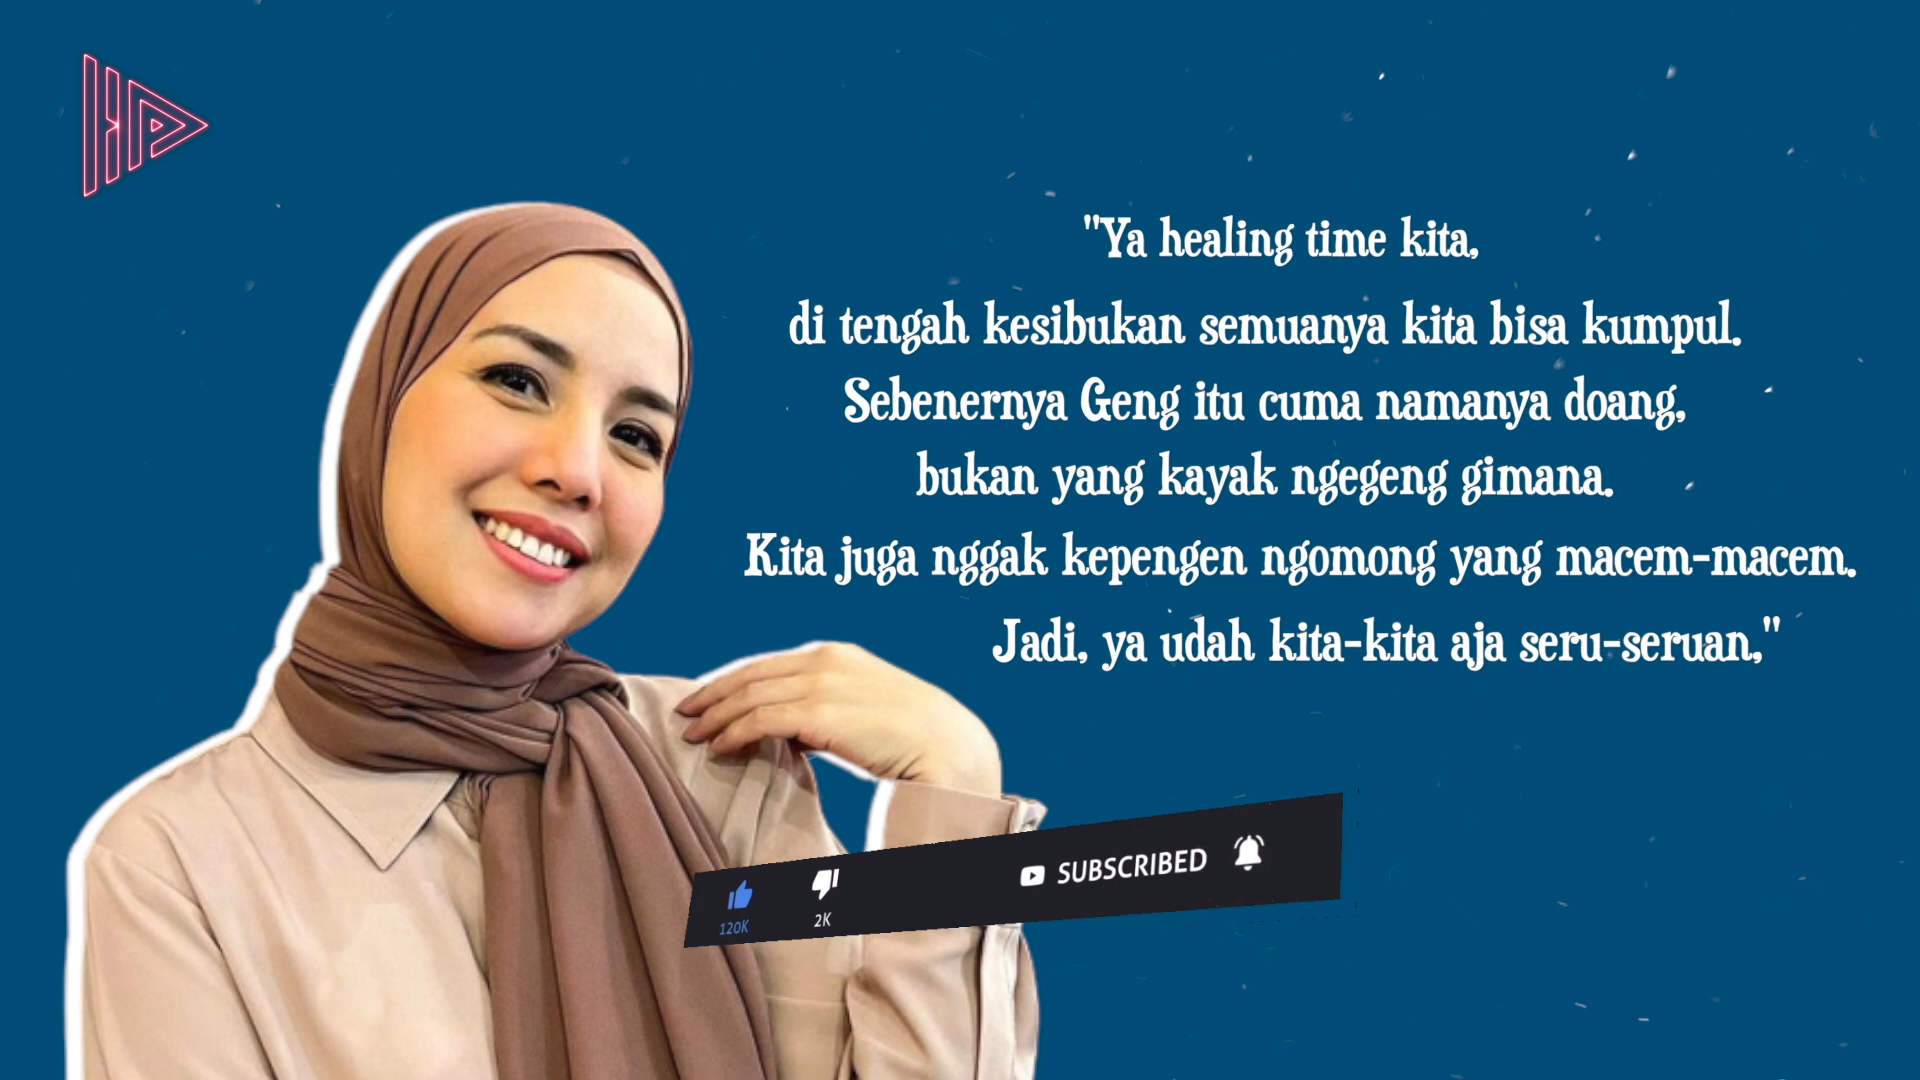 "Ya healing time kita,
di tengah kesibukan semuanya kita bisa kumpul.
Sebenernya Geng itu cuma namanya doang,
bukan yang kayak ngegeng gimana.
Kita juga nggak kepengen ngomong yang macem-macem.
Jadi, ya udah kita-kita aja seru-seruan,"
120K
2K
SUBSCRIBED